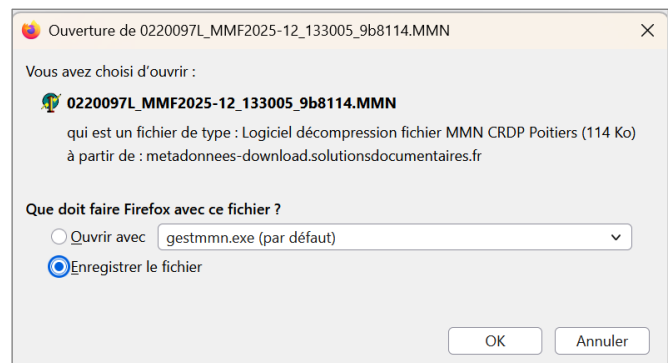 Ouverture de 0220097L_MMF2025-12_133005_9b8114.MMN
Vous avez choisi d'ouvrir :
0220097L_MMF2025-12_133005_9b8114.MMN
qui est un fichier de type : Logiciel décompression fichier MMN CRDP Poitiers (114 Ko)
à partir de : metadonnees-download.solutionsdocumentaires.fr
Que doit faire Firefox avec ce fichier ?
Ouvrir avec gestmmn.exe (par défaut)
Enregistrer le fichier
OK Annuler